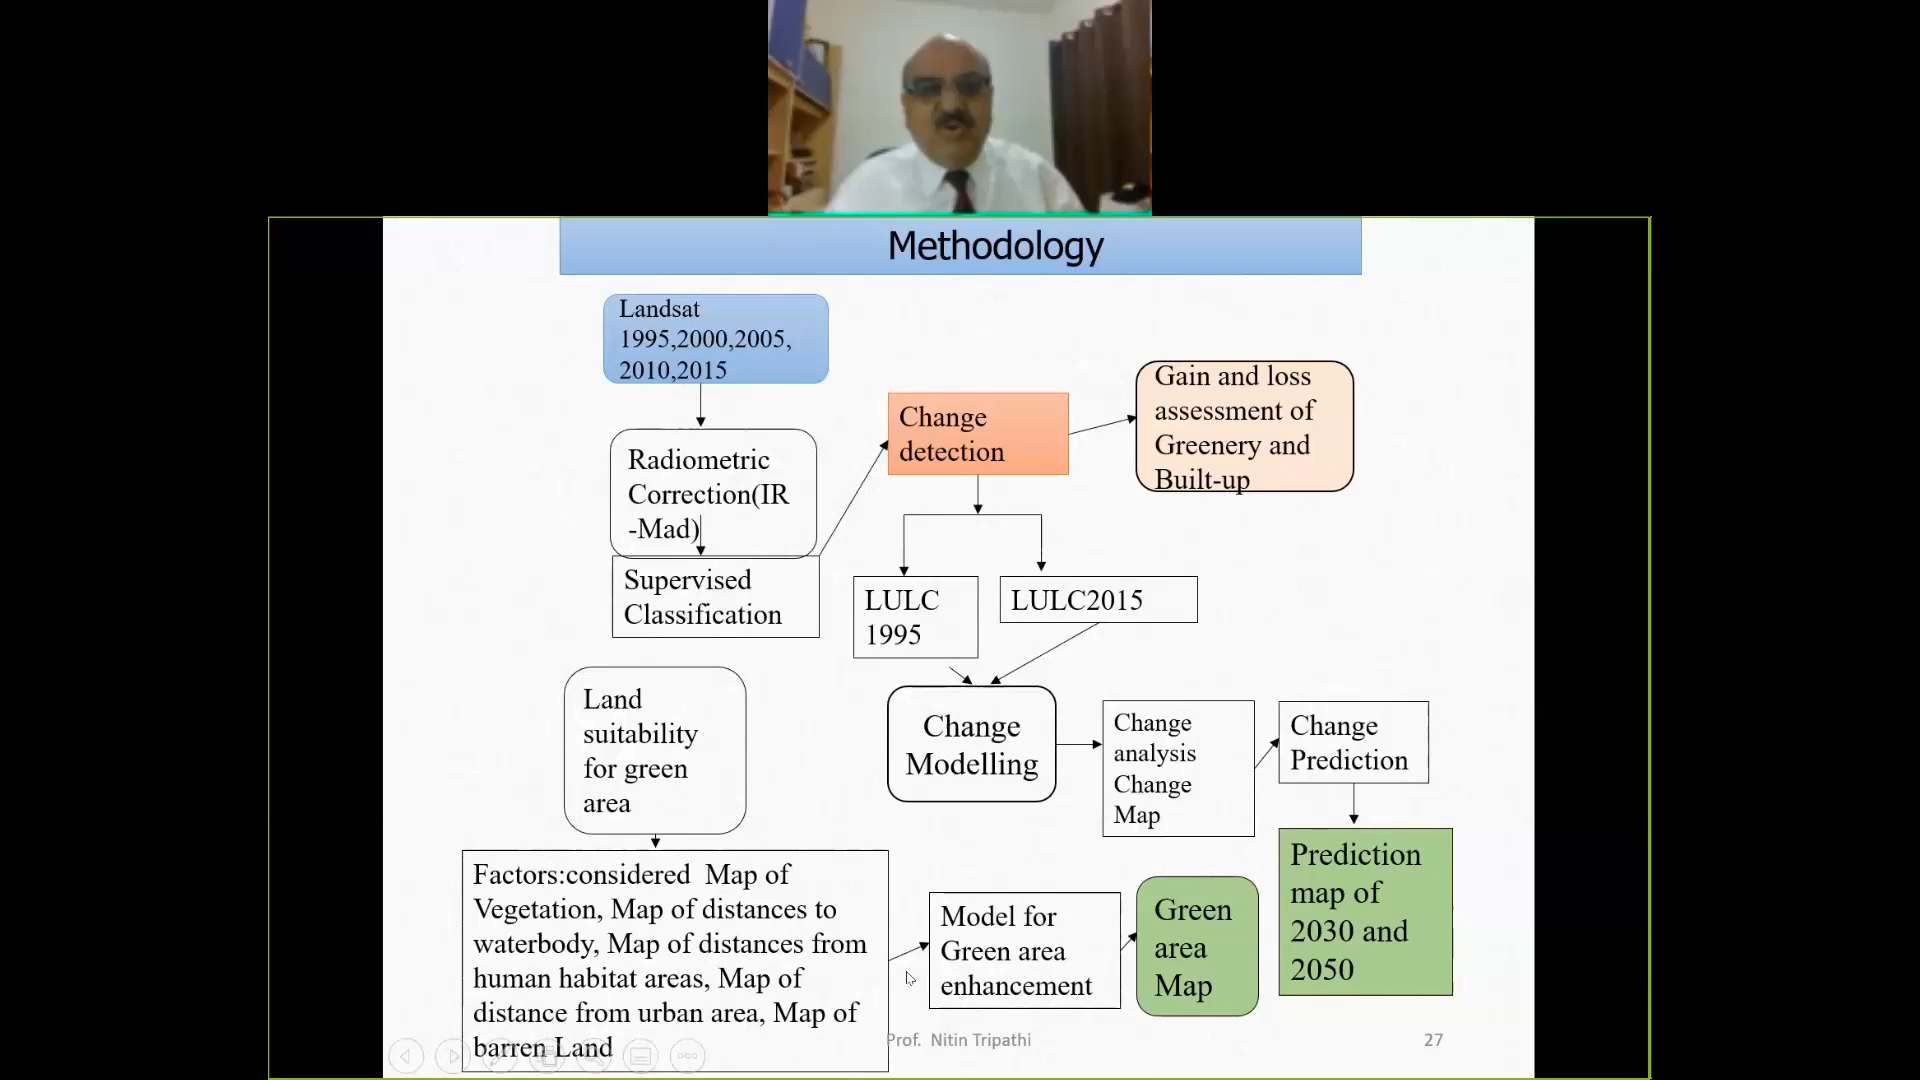 Methodology
Landsat
1995,2000,2005,
2010,2015
Radiometric
Correction(IR
-Mad)
Supervised
Classification
Change
detection
Gain and loss
assessment of
Greenery and
Built-up
LULC
1995
LULC2015
Change
Modelling
Change
analysis
Change
Map
Change
Prediction
Prediction
map of
2030 and
2050
Land
suitability
for green
area
Factors:considered  Map of
Vegetation, Map of distances to
waterbody, Map of distances from
human habitat areas, Map of
distance from urban area, Map of
barren Land
Model for
Green area
enhancement
Green
area
Map
Prof.  Nitin Tripathi
27